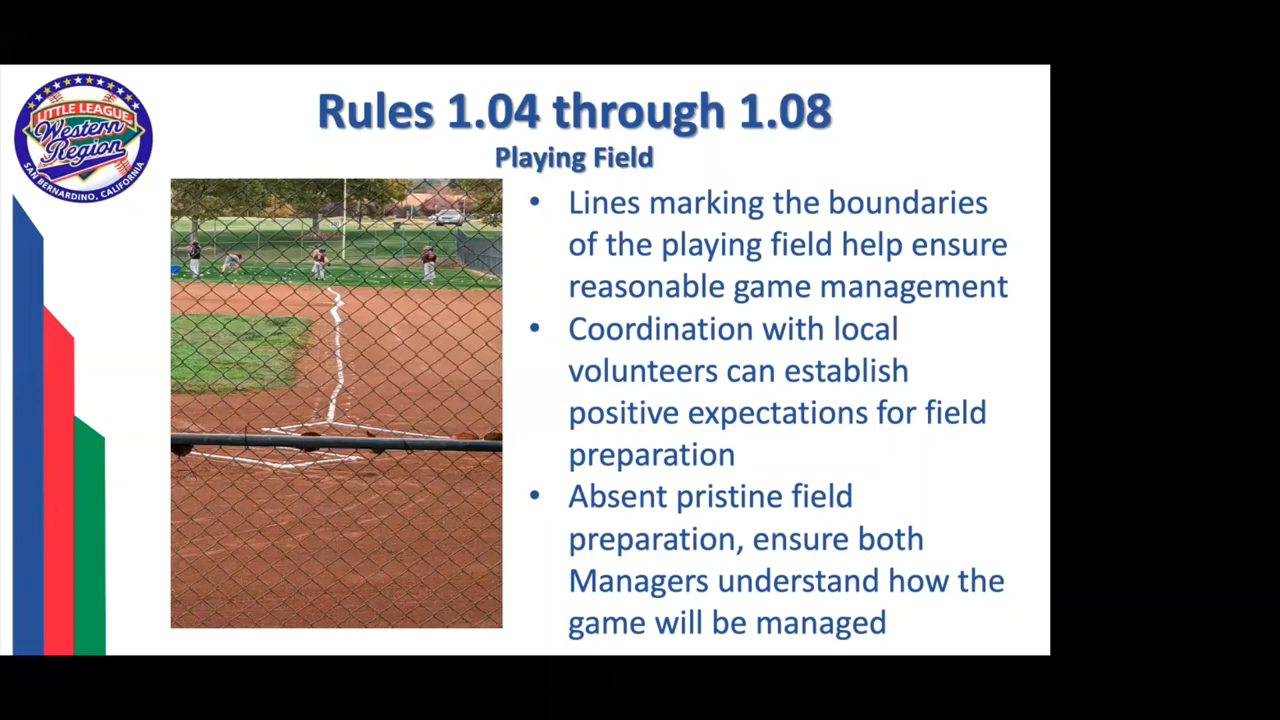 LITTLE LEAGUE
Western
Region
SAN BERNARDINO, CALIFORNIA
Rules 1.04 through 1.08
Playing Field
• Lines marking the boundaries
of the playing field help ensure
reasonable game management
• Coordination with local
volunteers can establish
positive expectations for field
preparation
• Absent pristine field
preparation, ensure both
Managers understand how the
game will be managed